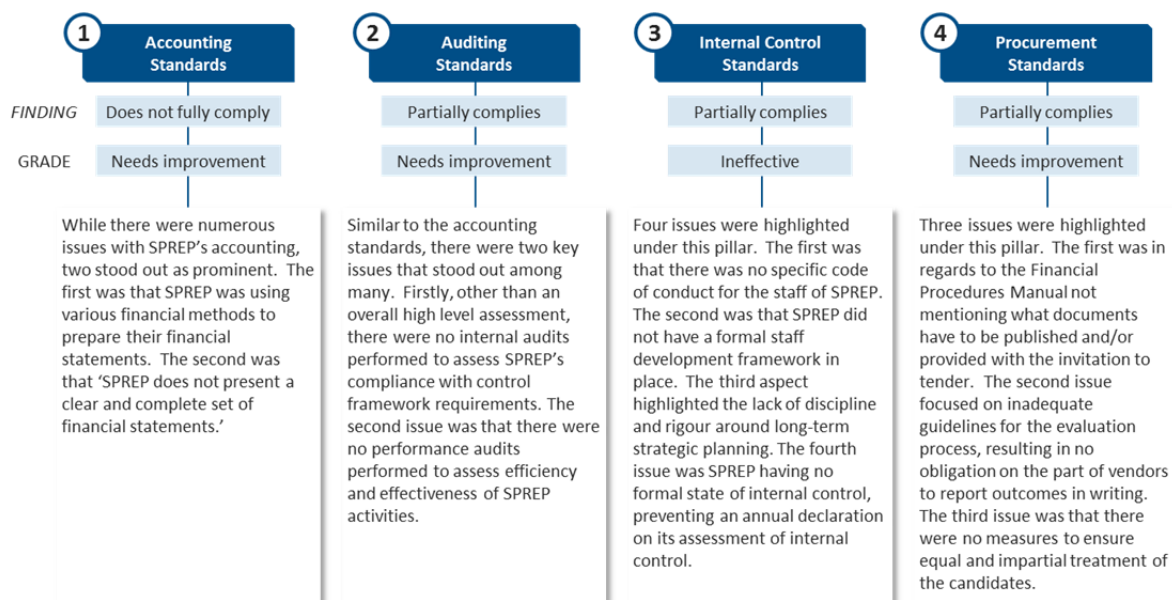 1
Accounting
Standards
2
Auditing
Standards
3
Internal Control
Standards
4
Procurement
Standards
FINDING
Does not fully comply
Partially complies
Partially complies
Partially complies
GRADE
Needs improvement
Needs improvement
Ineffective
Needs improvement
While there were numerous
issues with SPREP’s accounting,
two stood out as prominent. The
first was that SPREP was using
various financial methods to
prepare their financial
statements. The second was
that ‘SPREP does not present a
clear and complete set of
financial statements.’
Similar to the accounting
standards, there were two key
issues that stood out among
many. Firstly, other than an
overall high level assessment,
there were no internal audits
performed to assess SPREP’s
compliance with control
framework requirements. The
second issue was that there were
no performance audits
performed to assess efficiency
and effectiveness of SPREP
activities.
Four issues were highlighted
under this pillar. The first was
that there was no specific code
of conduct for the staff of SPREP.
The second was that SPREP did
not have a formal staff
development framework in
place. The third aspect
highlighted the lack of discipline
and rigour around long-term
strategic planning. The fourth
issue was SPREP having no
formal state of internal control,
preventing an annual declaration
on its assessment of internal
control.
Three issues were highlighted
under this pillar. The first was in
regards to the Financial
Procedures Manual not
mentioning what documents
have to be published and/or
provided with the invitation to
tender. The second issue
focused on inadequate
guidelines for the evaluation
process, resulting in no
obligation on the part of vendors
to report outcomes in writing.
The third issue was that there
were no measures to ensure
equal and impartial treatment of
the candidates.